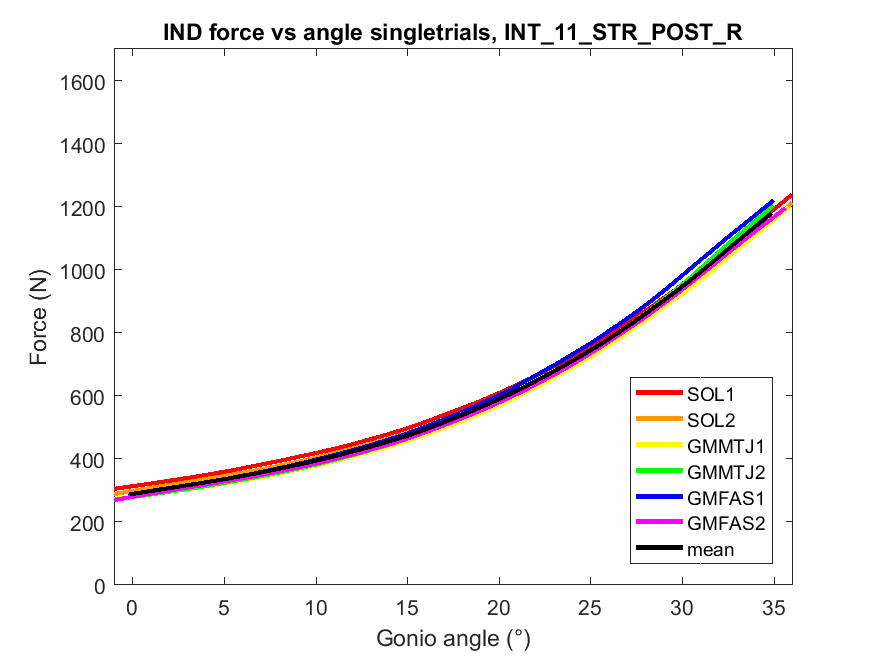 IND force vs angle singletrials, INT_11_STR_POST_R
1600
1400
1200
1000
800
600
400
200
0
Force (N)
0 5 10 15 20 25 30 35
Gonio angle (°)
SOL1
SOL2
GMMTJ1
GMMTJ2
GMFAS1
GMFAS2
mean